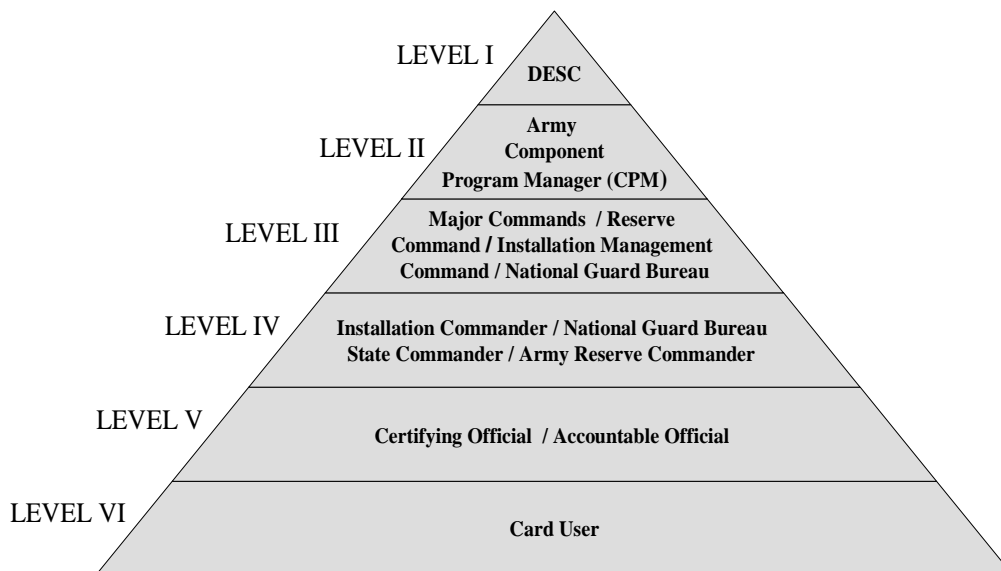 LEVEL I
DESC
LEVEL II
Army
Component
Program Manager (CPM)
LEVEL III
Major Commands / Reserve
Command / Installation Management
Command / National Guard Bureau
LEVEL IV
Installation Commander / National Guard Bureau
State Commander / Army Reserve Commander
LEVEL V
Certifying Official / Accountable Official
LEVEL VI
Card User